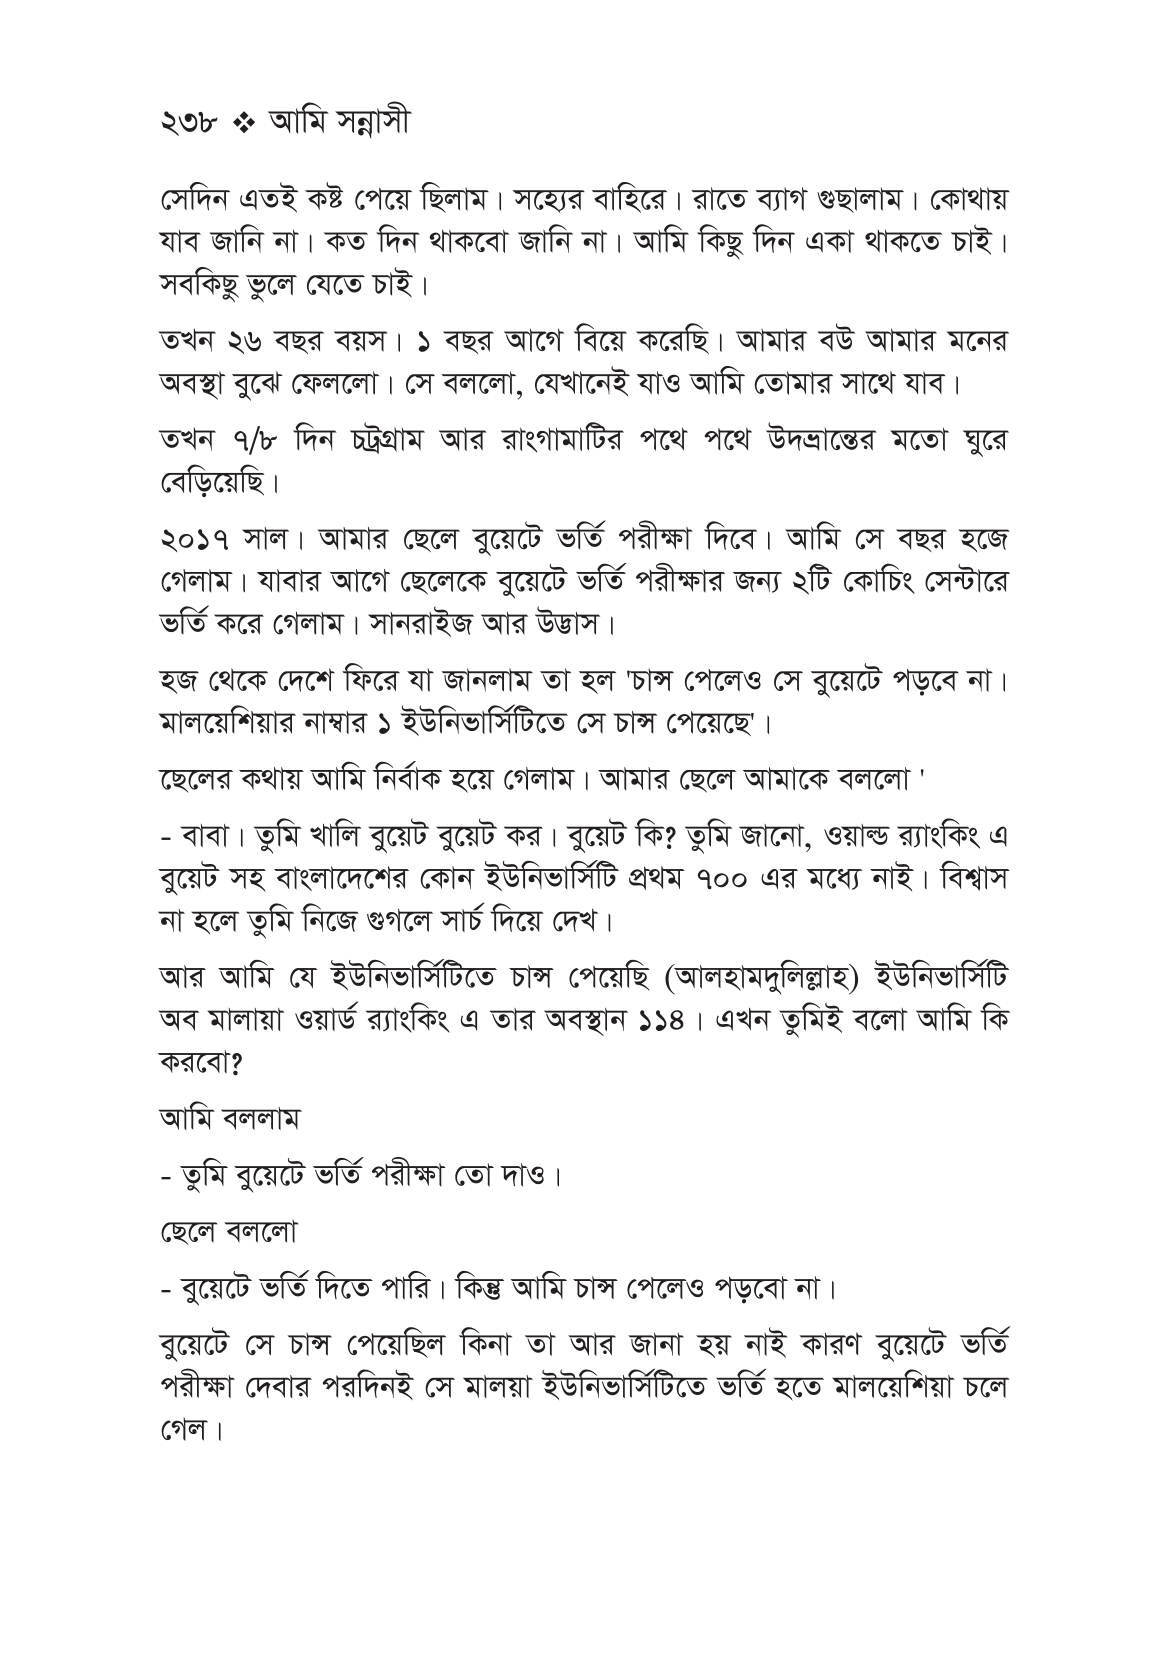 ২৩৮ ❖ আমি সন্নাসী
সেদিন এতই কষ্ট পেয়ে ছিলাম। সহ্যের বাহিরে। রাতে ব্যাগ গুছালাম। কোথায়
যাব জানি না। কত দিন থাকবো জানি না। আমি কিছু দিন একা থাকতে চাই।
সবকিছু ভুলে যেতে চাই।
তখন ২৬ বছর বয়স। ১ বছর আগে বিয়ে করেছি। আমার বউ আমার মনের
অবস্থা বুঝে ফেললো। সে বললো, যেখানেই যাও আমি তোমার সাথে যাব।
তখন ৭/৮ দিন চট্রগ্রাম আর রাংগামাটির পথে পথে উদভ্রান্তের মতো ঘুরে
বেড়িয়েছি।
২০১৭ সাল। আমার ছেলে বুয়েটে ভর্তি পরীক্ষা দিবে। আমি সে বছর হজে
গেলাম। যাবার আগে ছেলেকে বুয়েটে ভর্তি পরীক্ষার জন্য ২টি কোচিং সেন্টারে
ভর্তি করে গেলাম। সানরাইজ আর উদ্ভাস।
হজ থেকে দেশে ফিরে যা জানলাম তা হল 'চান্স পেলেও সে বুয়েটে পড়বে না।
মালয়েশিয়ার নাম্বার ১ ইউনিভার্সিটিতে সে চান্স পেয়েছে'।
ছেলের কথায় আমি নির্বাক হয়ে গেলাম। আমার ছেলে আমাকে বললো '
- বাবা। তুমি খালি বুয়েট বুয়েট কর। বুয়েট কি? তুমি জানো, ওয়াল্ড র‍্যাংকিং এ
বুয়েট সহ বাংলাদেশের কোন ইউনিভার্সিটি প্রথম ৭০০ এর মধ্যে নাই। বিশ্বাস
না হলে তুমি নিজে গুগলে সার্চ দিয়ে দেখ।
আর আমি যে ইউনিভার্সিটিতে চান্স পেয়েছি (আলহামদুলিল্লাহ) ইউনিভার্সিটি
অব মালায়া ওয়ার্ড র‍্যাংকিং এ তার অবস্থান ১১৪। এখন তুমিই বলো আমি কি
করবো?
আমি বললাম
- তুমি বুয়েটে ভর্তি পরীক্ষা তো দাও।
ছেলে বললো
- বুয়েটে ভর্তি দিতে পারি। কিন্তু আমি চান্স পেলেও পড়বো না।
বুয়েটে সে চান্স পেয়েছিল কিনা তা আর জানা হয় নাই কারণ বুয়েটে ভর্তি
পরীক্ষা দেবার পরদিনই সে মালয়া ইউনিভার্সিটিতে ভর্তি হতে মালয়েশিয়া চলে
গেল।